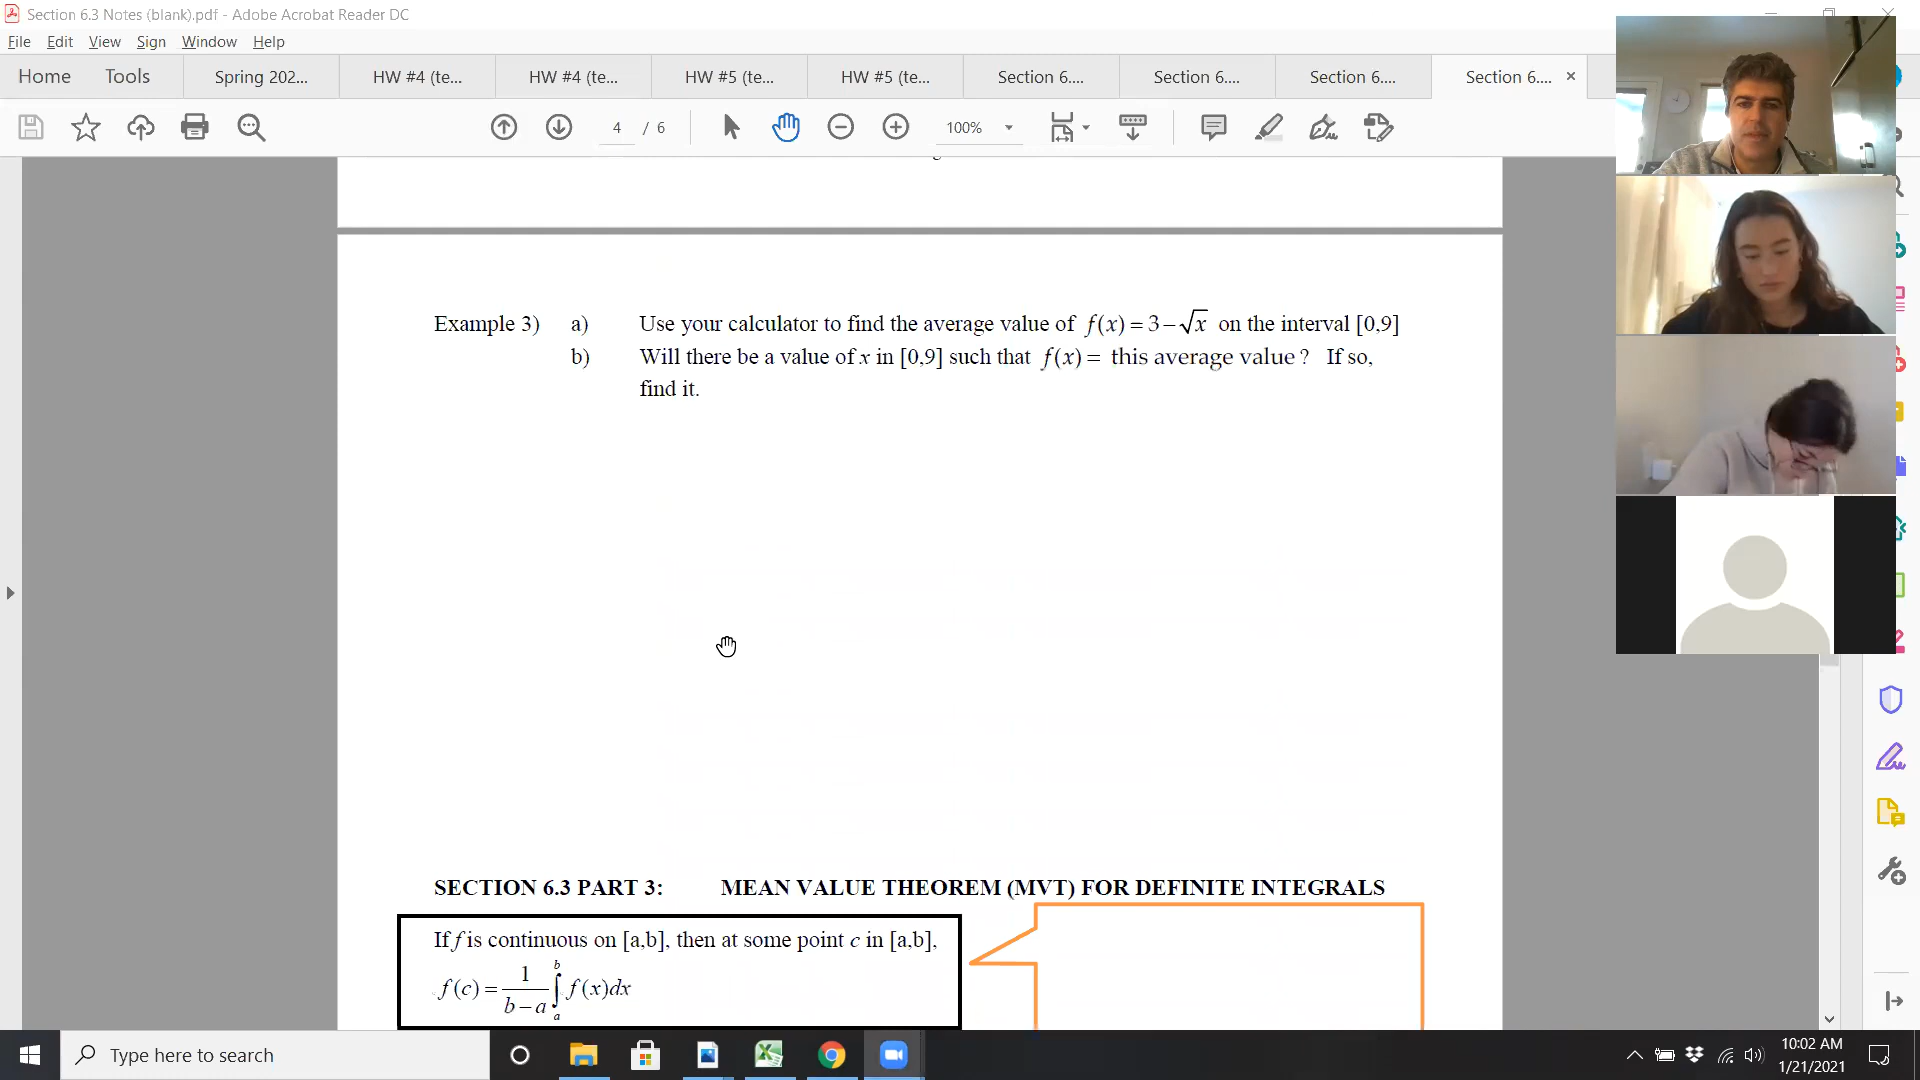 Section 6.3 Notes (blank).pdf - Adobe Acrobat Reader DC
File Edit View Sign Window Help
Home Tools Spring 202... HW #4 (te... HW #4 (te... HW #5 (te... HW #5 (te... Section 6.... Section 6.... Section 6.... Section 6.... ×
4 / 6 100%
Example 3) a) Use your calculator to find the average value of f(x) = 3 − √x on the interval [0,9]
b) Will there be a value of x in [0,9] such that f(x) = this average value ? If so,
find it.
SECTION 6.3 PART 3: MEAN VALUE THEOREM (MVT) FOR DEFINITE INTEGRALS
If f is continuous on [a,b], then at some point c in [a,b],
f(c) = 1/(b − a) ∫_a^b f(x)dx
Type here to search
10:02 AM
1/21/2021